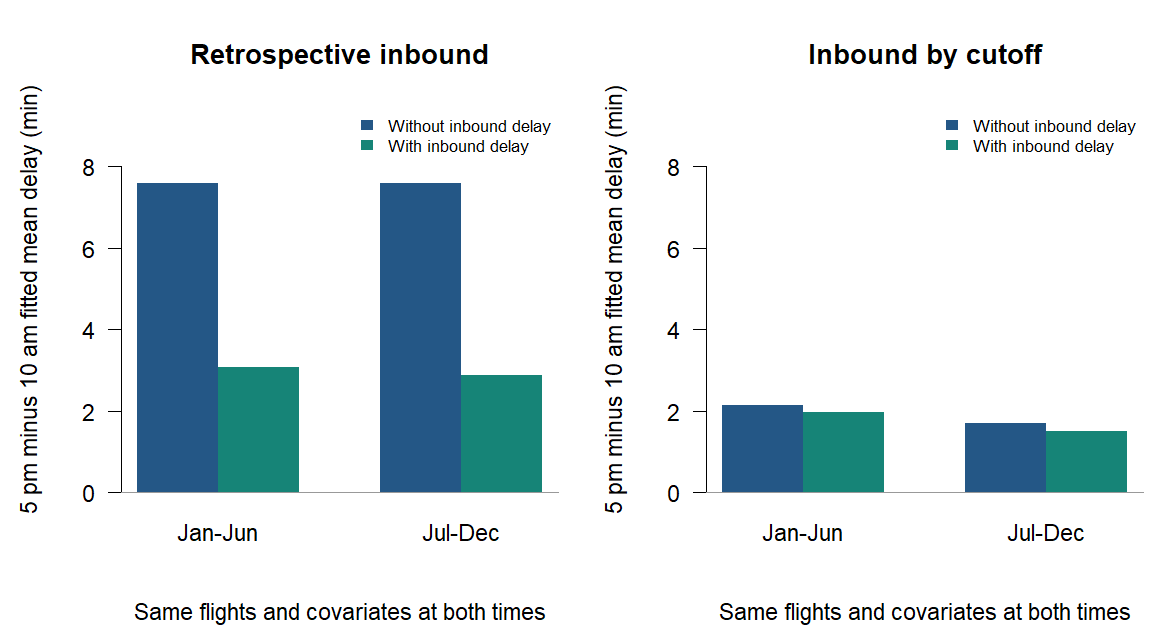 Retrospective inbound
Without inbound delay
With inbound delay
5 pm minus 10 am fitted mean delay (min)
8
6
4
2
0
Jan-Jun
Jul-Dec
Same flights and covariates at both times
Inbound by cutoff
Without inbound delay
With inbound delay
5 pm minus 10 am fitted mean delay (min)
8
6
4
2
0
Jan-Jun
Jul-Dec
Same flights and covariates at both times